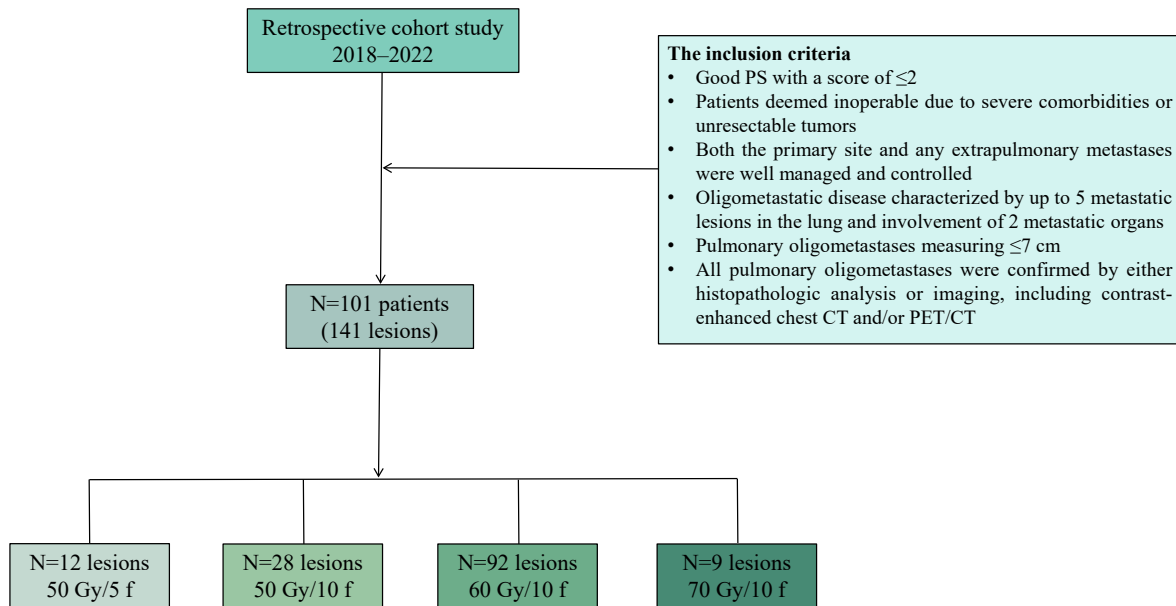 Retrospective cohort study
2018–2022
The inclusion criteria
• Good PS with a score of ≤2
• Patients deemed inoperable due to severe comorbidities or
unresectable tumors
• Both the primary site and any extrapulmonary metastases
were well managed and controlled
• Oligometastatic disease characterized by up to 5 metastatic
lesions in the lung and involvement of 2 metastatic organs
• Pulmonary oligometastases measuring ≤7 cm
• All pulmonary oligometastases were confirmed by either
histopathologic analysis or imaging, including contrast-
enhanced chest CT and/or PET/CT
N=101 patients
(141 lesions)
N=12 lesions
50 Gy/5 f
N=28 lesions
50 Gy/10 f
N=92 lesions
60 Gy/10 f
N=9 lesions
70 Gy/10 f